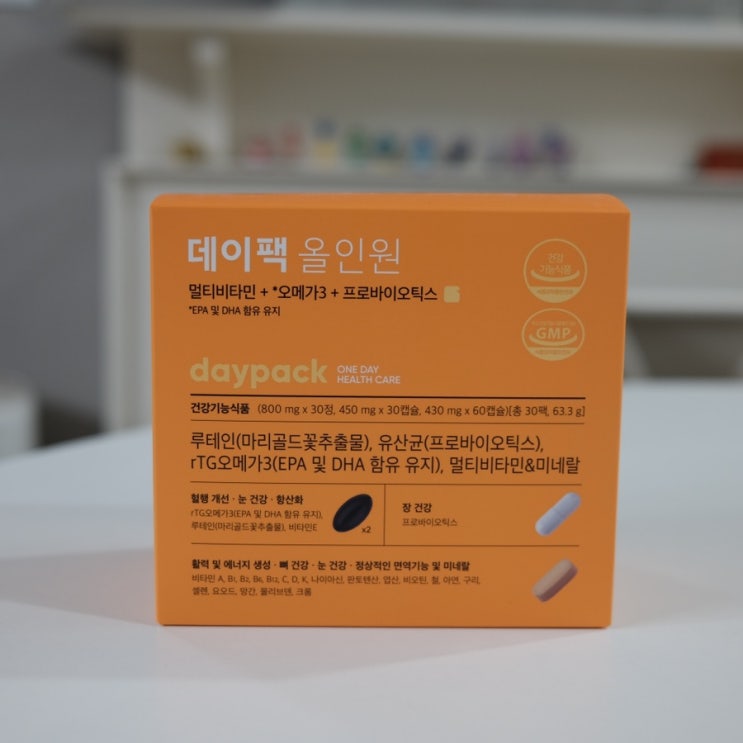 데이팩 올인원
멀티비타민 + *오메가3 + 프로바이오틱스
*EPA 및 DHA 함유 유지
건강
기능식품
GMP
daypack ONE DAY
HEALTH CARE
건강기능식품 (800 mg x 30정, 450 mg x 30캡슐, 430 mg x 60캡슐)[총 30팩, 63.3 g]
루테인(마리골드꽃추출물), 유산균(프로바이오틱스),
rTG오메가3(EPA 및 DHA 함유 유지), 멀티비타민&미네랄
혈행 개선 · 눈 건강 · 항산화
rTG오메가3(EPA 및 DHA 함유 유지),
루테인(마리골드꽃추출물), 비타민E
x2
장 건강
프로바이오틱스
활력 및 에너지 생성 · 뼈 건강 · 눈 건강 · 정상적인 면역기능 및 미네랄
비타민 A, B1, B2, B6, B12, C, D, K, 나이아신, 판토텐산, 엽산, 비오틴, 철, 아연, 구리,
셀렌, 요오드, 망간, 몰리브덴, 크롬